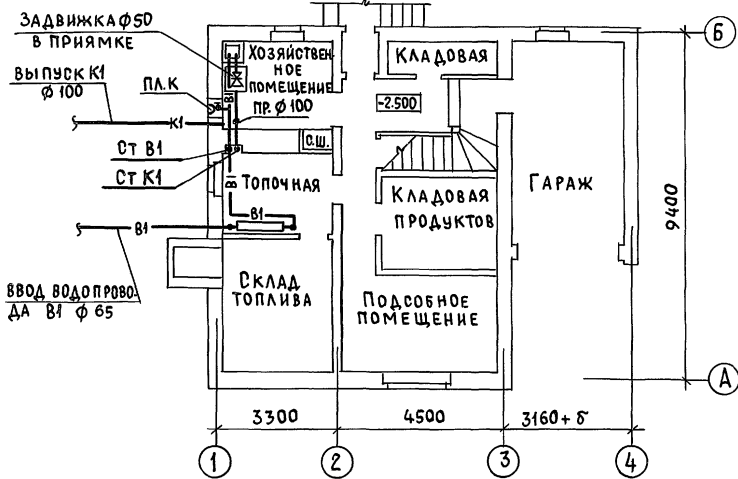 ЗАДВИЖКА Ф50
В ПРИЯМКЕ
ВЫПУСК К1
Ф 100
ПЛ.К
К1
СТ В1
СТ К1
В1
ВВОД ВОДОПРОВО-
ДА В1 Ф 65
ХОЗЯЙСТВЕН-
НОЕ
ПОМЕЩЕНИЕ
ПР. Ф 100
В1
В1
С.Ш.
ТОПОЧНАЯ
В1
СКЛАД
ТОПЛИВА
КЛАДОВАЯ
-2.500
КЛАДОВАЯ
ПРОДУКТОВ
ПОДСОБНОЕ
ПОМЕЩЕНИЕ
ГАРАЖ
9400
Б
А
3300
4500
3160+δ
1
2
3
4